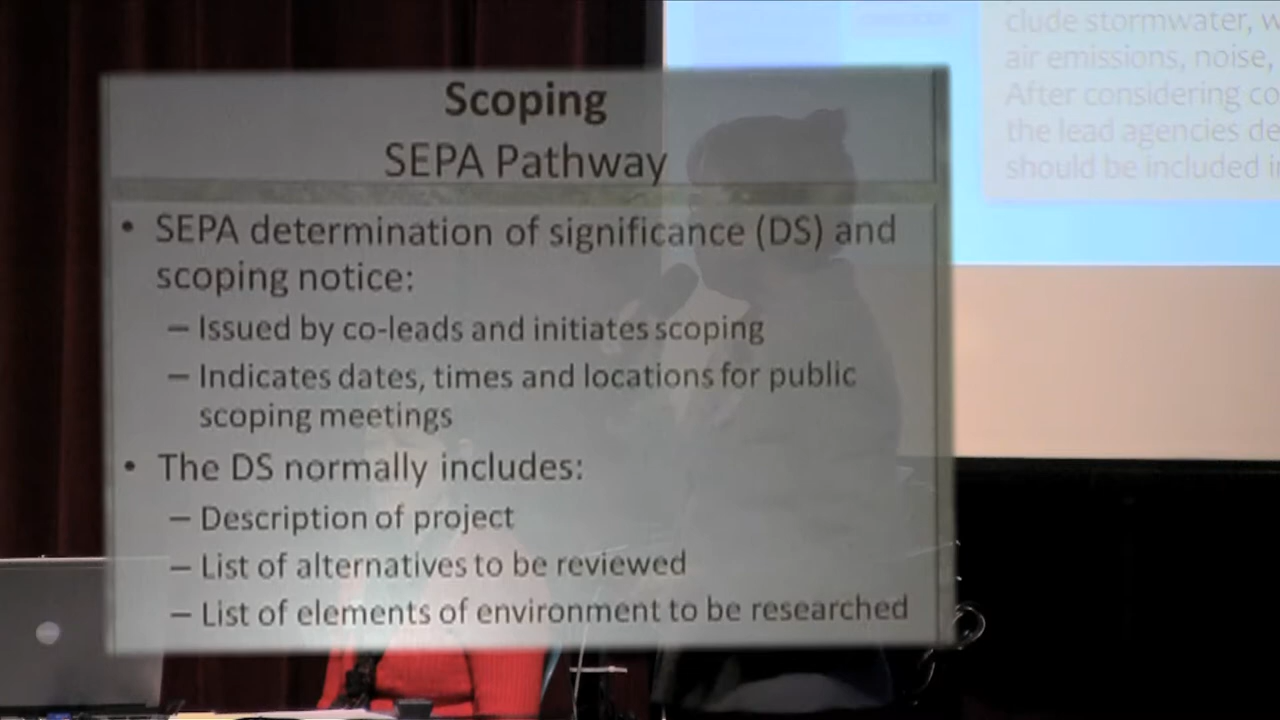 Scoping
SEPA Pathway
• SEPA determination of significance (DS) and
scoping notice:
– Issued by co-leads and initiates scoping
– Indicates dates, times and locations for public
scoping meetings
• The DS normally includes:
– Description of project
– List of alternatives to be reviewed
– List of elements of environment to be researched
clude stormwater, w
air emissions, noise,
After considering co
the lead agencies de
should be included i